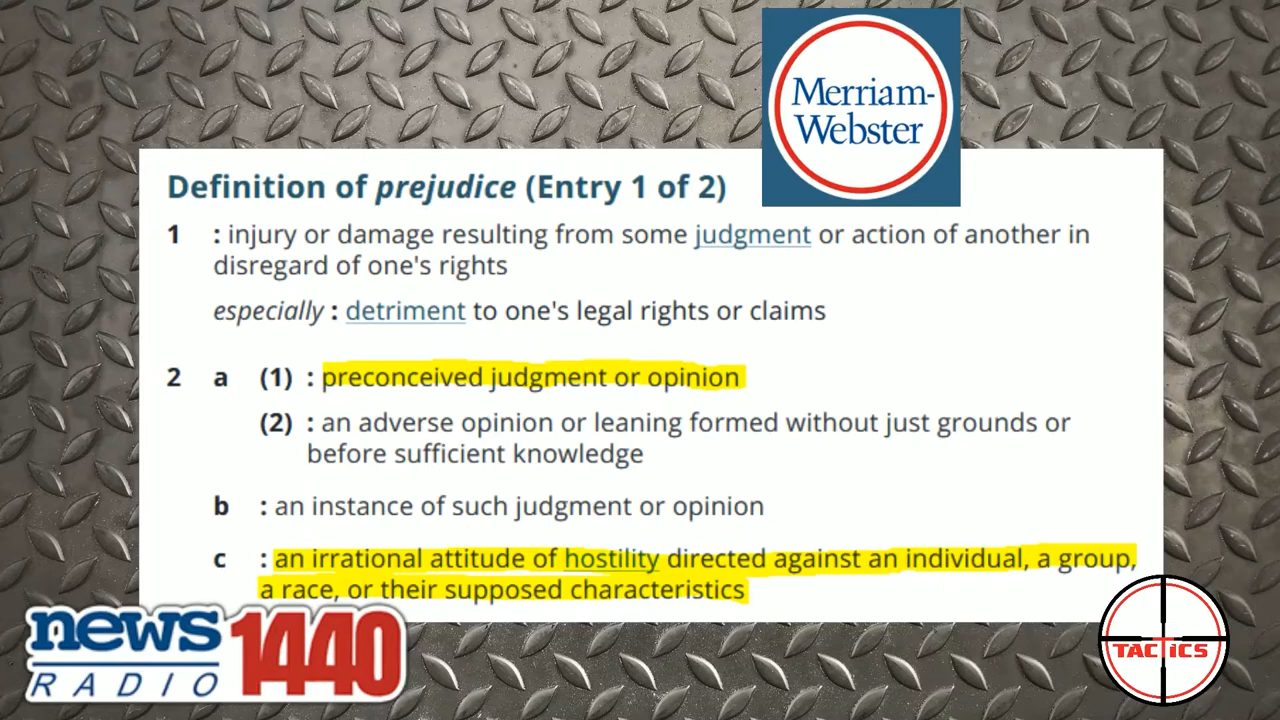 Merriam-
Webster
Definition of prejudice (Entry 1 of 2)
1 : injury or damage resulting from some judgment or action of another in
disregard of one's rights
especially : detriment to one's legal rights or claims
2 a (1) : preconceived judgment or opinion
(2) : an adverse opinion or leaning formed without just grounds or
before sufficient knowledge
b : an instance of such judgment or opinion
c : an irrational attitude of hostility directed against an individual, a group,
a race, or their supposed characteristics
news 1440
RADIO
TACTiCS